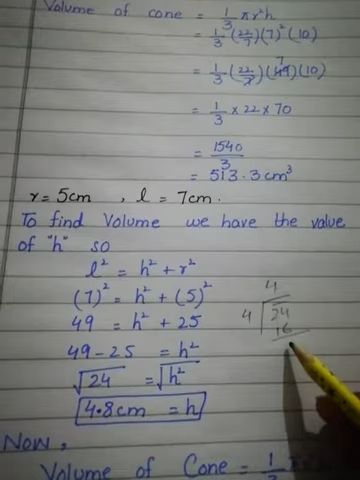 Volume of cone = 1/3 πr²h
= 1/3 (22/7) (7)² (10)
= 1/3 (22/7) (49) (10) 7
= 1/3 × 22 × 70
= 1540/3
= 513.3 cm³
r = 5cm , l = 7cm.
To find Volume we have the value
of "h" so
l² = h² + r²
(7)² = h² + (5)²
49 = h² + 25
49 - 25 = h²
√24 = √h²
4.8cm = h
4
4 24
16
Now,
Volume of Cone = 1/3